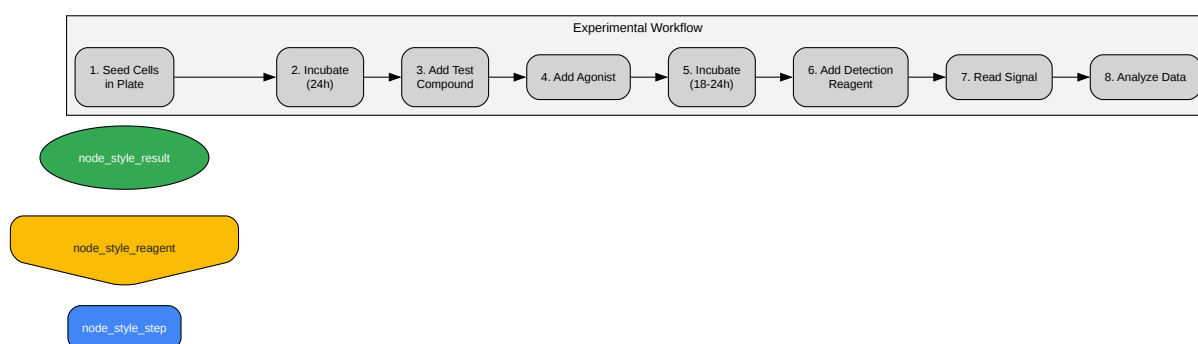 Experimental Workflow
1. Seed Cells
in Plate
2. Incubate
(24h)
3. Add Test
Compound
4. Add Agonist
5. Incubate
(18-24h)
6. Add Detection
Reagent
7. Read Signal
8. Analyze Data
node_style_result
node_style_reagent
node_style_step